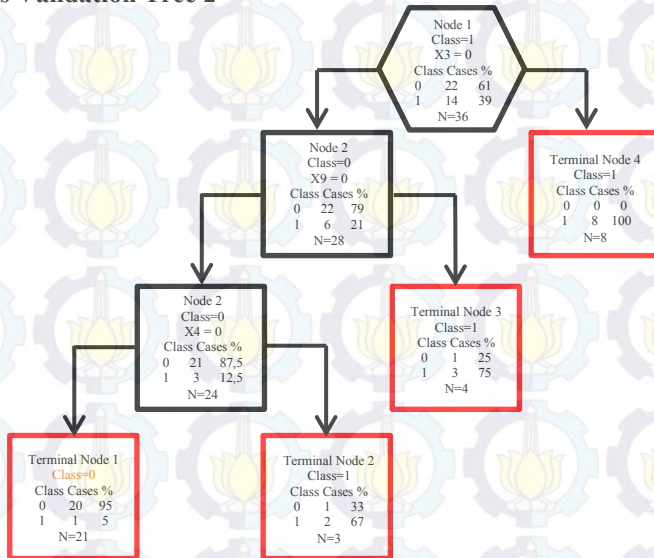 Validation Tree 2
Node 1
Class=1
X3 = 0
Class Cases %
0 22 61
1 14 39
N=36
Node 2
Class=0
X9 = 0
Class Cases %
0 22 79
1 6 21
N=28
Terminal Node 4
Class=1
Class Cases %
0 0 0
1 8 100
N=8
Node 2
Class=0
X4 = 0
Class Cases %
0 21 87,5
1 3 12,5
N=24
Terminal Node 3
Class=1
Class Cases %
0 1 25
1 3 75
N=4
Terminal Node 1
Class=0
Class Cases %
0 20 95
1 1 5
N=21
Terminal Node 2
Class=1
Class Cases %
0 1 33
1 2 67
N=3